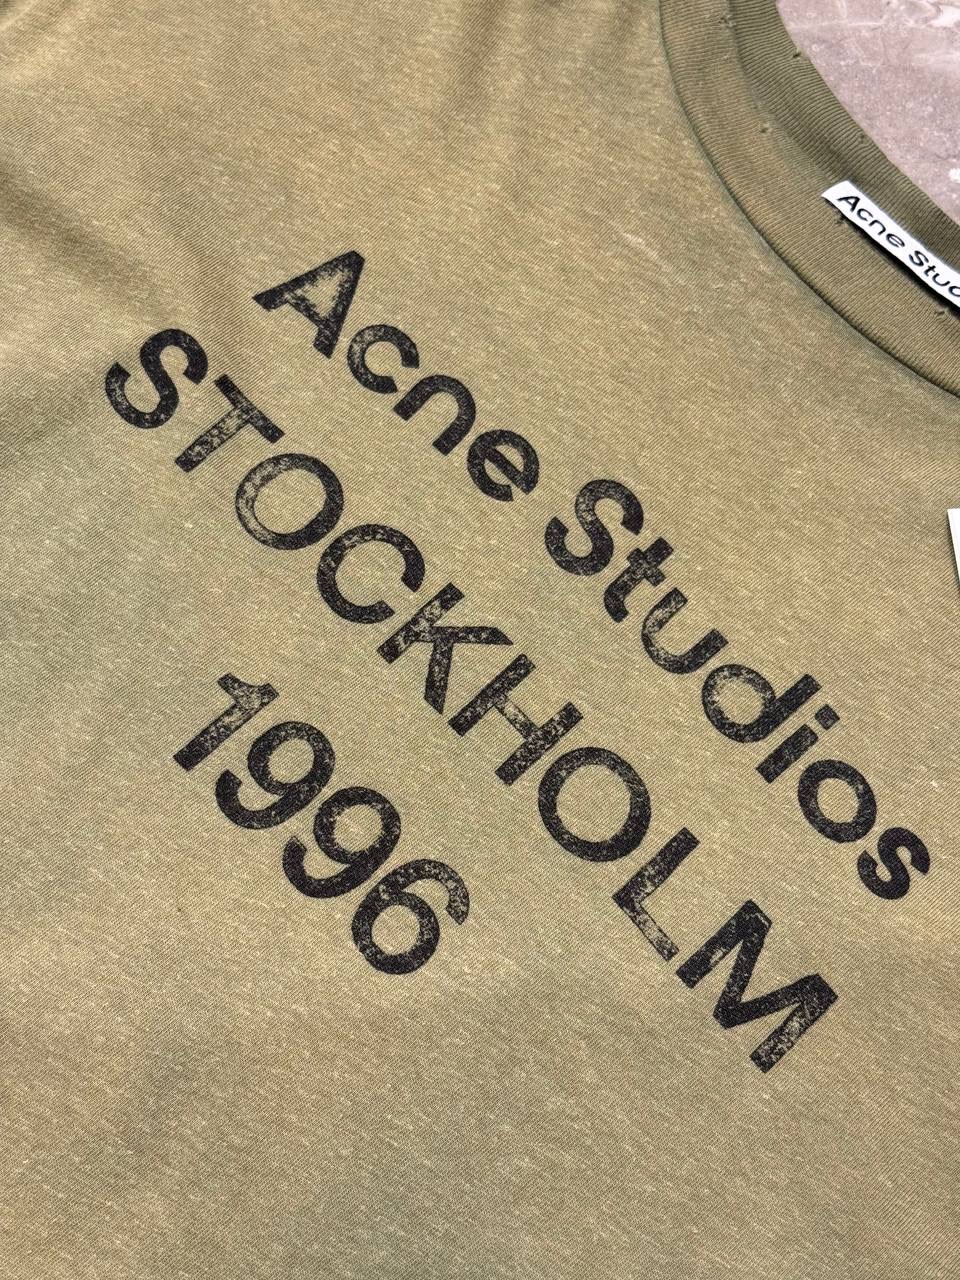 Acne Stud
Acne Studios
STOCKHOLM
1996